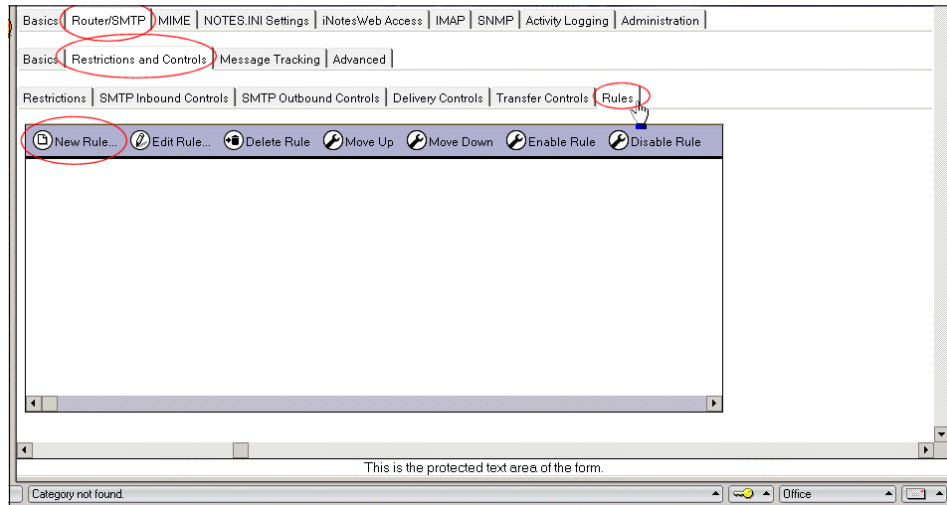 Basics Router/SMTP MIME NOTES.INI Settings iNotesWeb Access IMAP SNMP Activity Logging Administration
Basics Restrictions and Controls Message Tracking Advanced
Restrictions SMTP Inbound Controls SMTP Outbound Controls Delivery Controls Transfer Controls Rules
New Rule... Edit Rule... Delete Rule Move Up Move Down Enable Rule Disable Rule
This is the protected text area of the form.
Category not found. Office